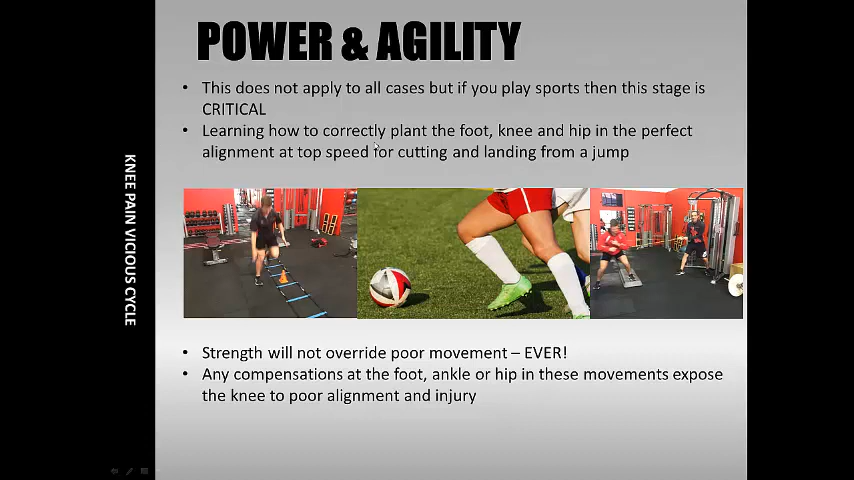 POWER & AGILITY
• This does not apply to all cases but if you play sports then this stage is
CRITICAL
• Learning how to correctly plant the foot, knee and hip in the perfect
alignment at top speed for cutting and landing from a jump
KNEE PAIN VICIOUS CYCLE
• Strength will not override poor movement – EVER!
• Any compensations at the foot, ankle or hip in these movements expose
the knee to poor alignment and injury